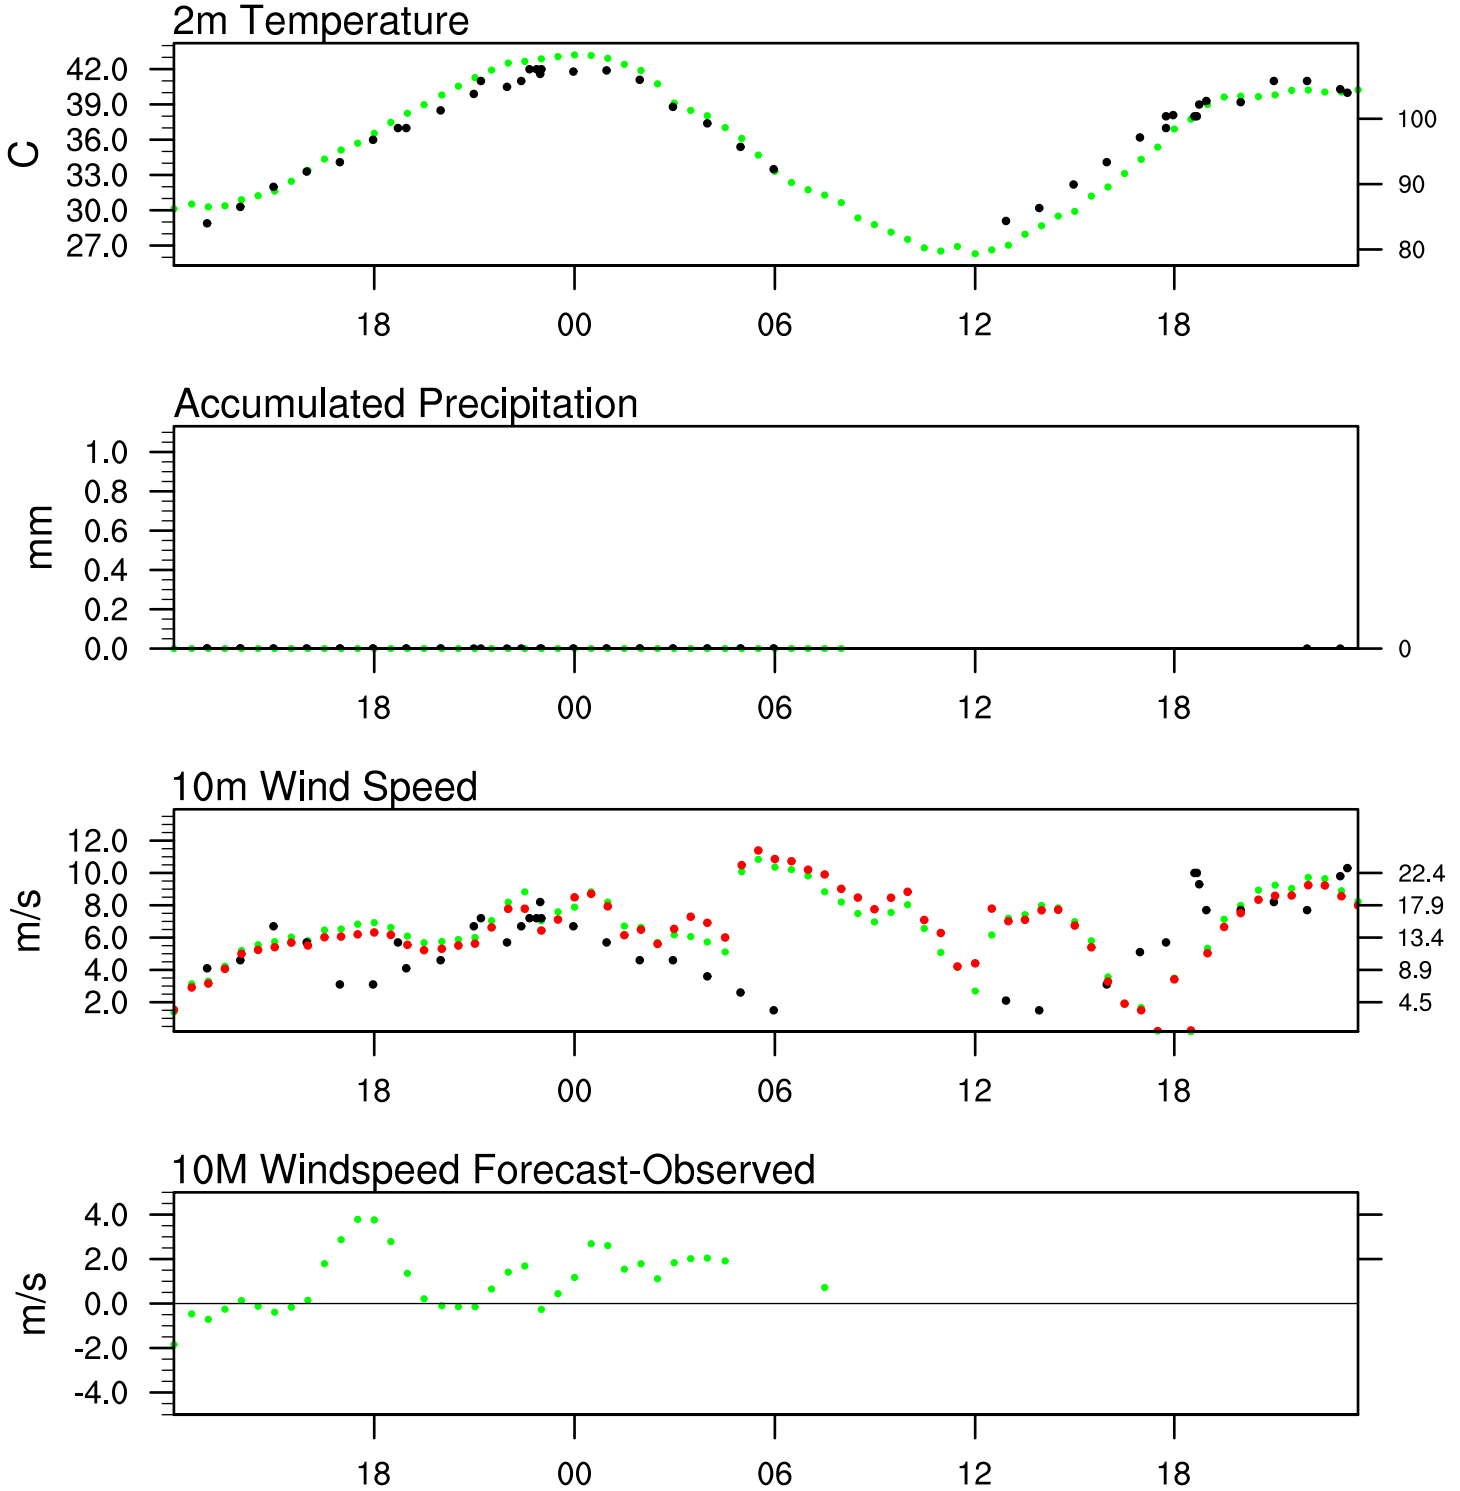 2m Temperature
42.0
39.0
36.0
33.0
30.0
27.0
C
100
90
80
18 00 06 12 18
Accumulated Precipitation
1.0
0.8
0.6
0.4
0.2
0.0
mm
0
18 00 06 12 18
10m Wind Speed
12.0
10.0
8.0
6.0
4.0
2.0
m/s
22.4
17.9
13.4
8.9
4.5
18 00 06 12 18
10M Windspeed Forecast-Observed
4.0
2.0
0.0
-2.0
-4.0
m/s
18 00 06 12 18